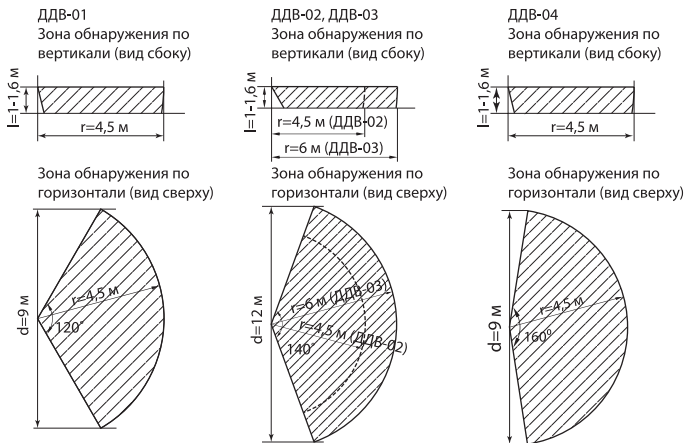 ДДВ-01
Зона обнаружения по
вертикали (вид сбоку)
l=1-1,6 м
r=4,5 м
Зона обнаружения по
горизонтали (вид сверху)
d=9 м
r=4,5 м
120°
ДДВ-02, ДДВ-03
Зона обнаружения по
вертикали (вид сбоку)
l=1-1,6 м
r=4,5 м (ДДВ-02)
r=6 м (ДДВ-03)
Зона обнаружения по
горизонтали (вид сверху)
d=12 м
r=6 м (ДДВ-03)
r=4,5 м (ДДВ-02)
140°
ДДВ-04
Зона обнаружения по
вертикали (вид сбоку)
l=1-1,6 м
r=4,5 м
Зона обнаружения по
горизонтали (вид сверху)
d=9 м
r=4,5 м
160⁰